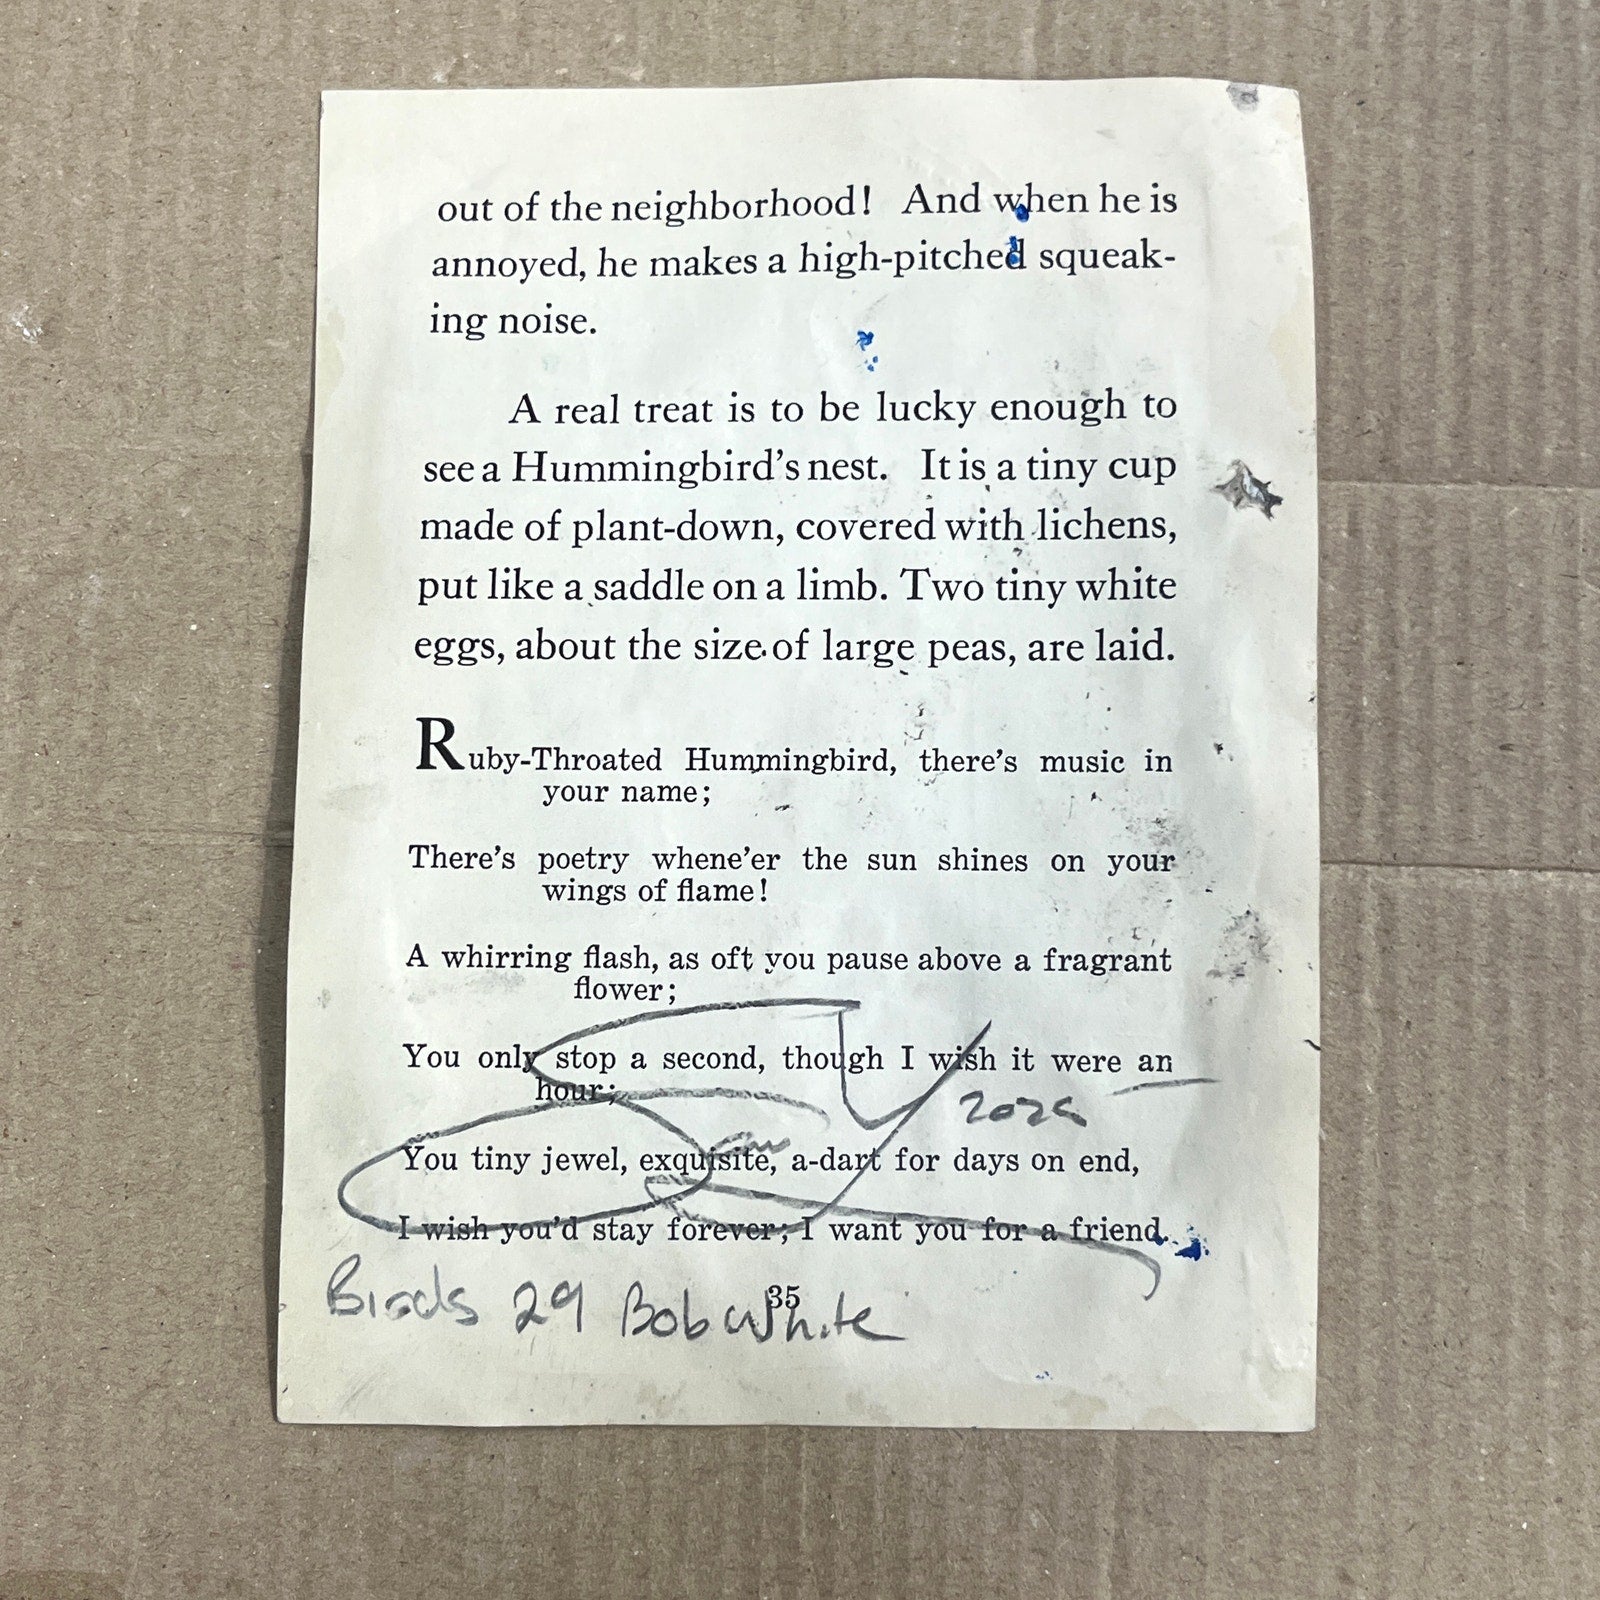 out of the neighborhood! And when he is
annoyed, he makes a high-pitched squeak-
ing noise.
A real treat is to be lucky enough to
see a Hummingbird's nest. It is a tiny cup
made of plant-down, covered with lichens,
put like a saddle on a limb. Two tiny white
eggs, about the size of large peas, are laid.
Ruby-Throated Hummingbird, there's music in
your name;
There's poetry whene'er the sun shines on your
wings of flame!
A whirring flash, as oft you pause above a fragrant
flower;
You only stop a second, though I wish it were an
hour;
You tiny jewel, exquisite, a-dart for days on end,
I wish you'd stay forever; I want you for a friend.
35
Birds 29 Bob White